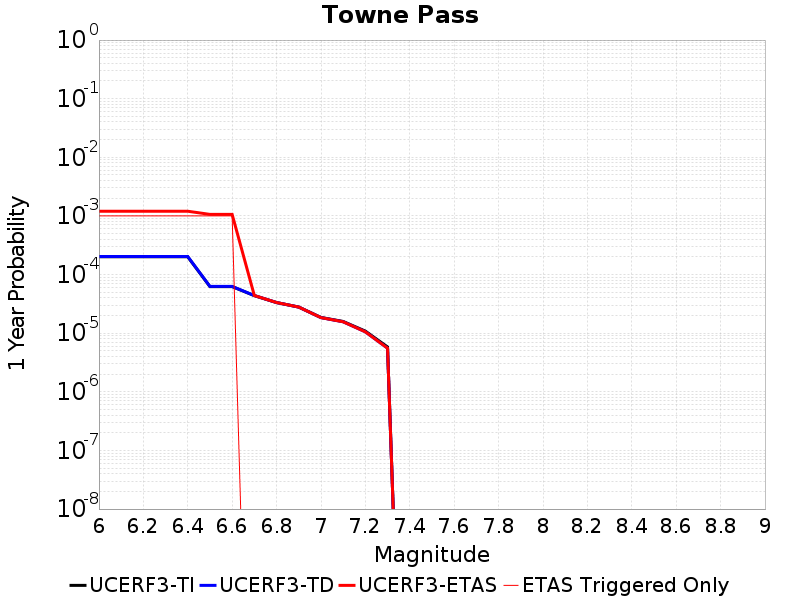 Towne Pass
10^0
10^-1
10^-2
10^-3
10^-4
10^-5
10^-6
10^-7
10^-8
1 Year Probability
6 6.2 6.4 6.6 6.8 7 7.2 7.4 7.6 7.8 8 8.2 8.4 8.6 8.8 9
Magnitude
UCERF3-TI UCERF3-TD UCERF3-ETAS ETAS Triggered Only